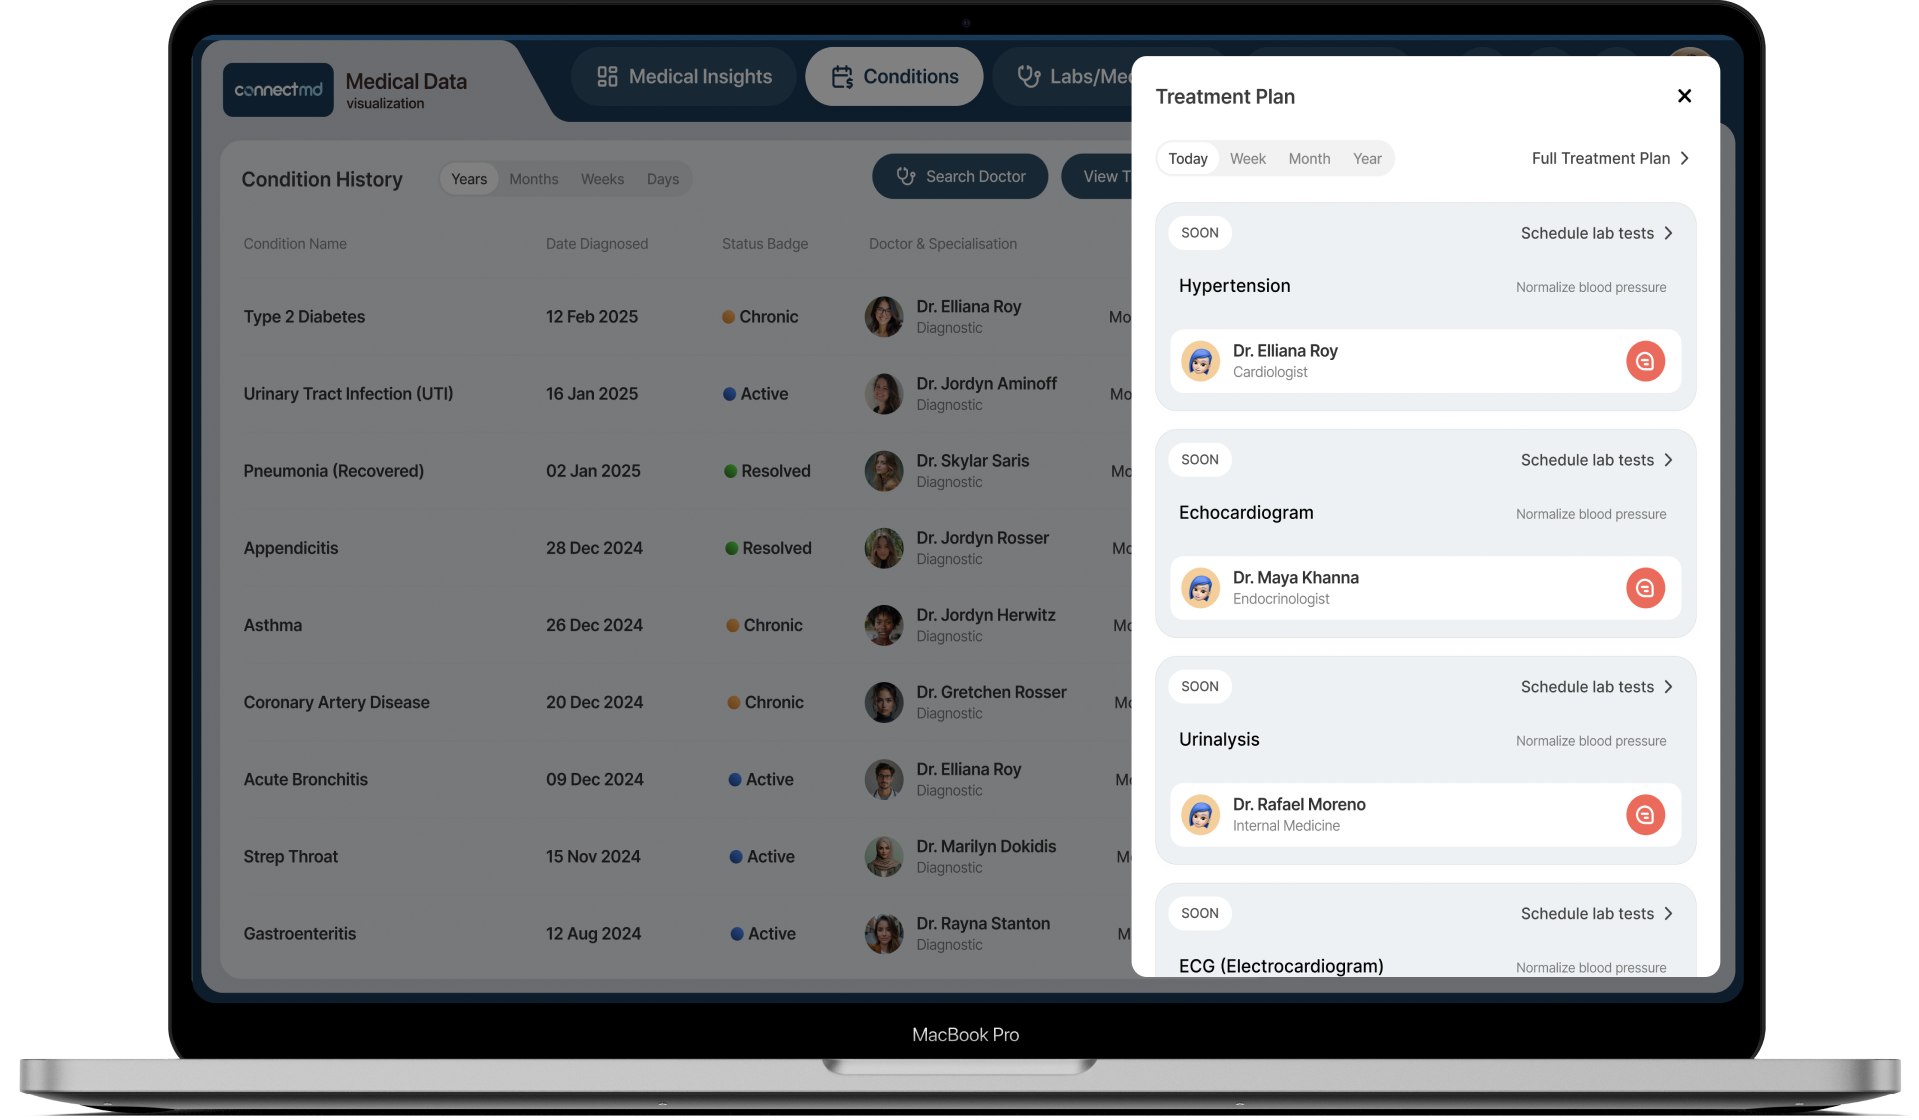 connectmd
Medical Data
visualization
Medical Insights
Conditions
Labs/Me
Condition History
Years
Months
Weeks
Days
Search Doctor
View T
Condition Name
Date Diagnosed
Status Badge
Doctor & Specialisation
Type 2 Diabetes
12 Feb 2025
Chronic
Dr. Elliana Roy
Diagnostic
Mo
Urinary Tract Infection (UTI)
16 Jan 2025
Active
Dr. Jordyn Aminoff
Diagnostic
Mo
Pneumonia (Recovered)
02 Jan 2025
Resolved
Dr. Skylar Saris
Diagnostic
Mo
Appendicitis
28 Dec 2024
Resolved
Dr. Jordyn Rosser
Diagnostic
Mo
Asthma
26 Dec 2024
Chronic
Dr. Jordyn Herwitz
Diagnostic
Mo
Coronary Artery Disease
20 Dec 2024
Chronic
Dr. Gretchen Rosser
Diagnostic
Mo
Acute Bronchitis
09 Dec 2024
Active
Dr. Elliana Roy
Diagnostic
M
Strep Throat
15 Nov 2024
Active
Dr. Marilyn Dokidis
Diagnostic
M
Gastroenteritis
12 Aug 2024
Active
Dr. Rayna Stanton
Diagnostic
M
Treatment Plan
Today
Week
Month
Year
Full Treatment Plan
SOON
Schedule lab tests
Hypertension
Normalize blood pressure
Dr. Elliana Roy
Cardiologist
SOON
Schedule lab tests
Echocardiogram
Normalize blood pressure
Dr. Maya Khanna
Endocrinologist
SOON
Schedule lab tests
Urinalysis
Normalize blood pressure
Dr. Rafael Moreno
Internal Medicine
SOON
Schedule lab tests
ECG (Electrocardiogram)
Normalize blood pressure
MacBook Pro